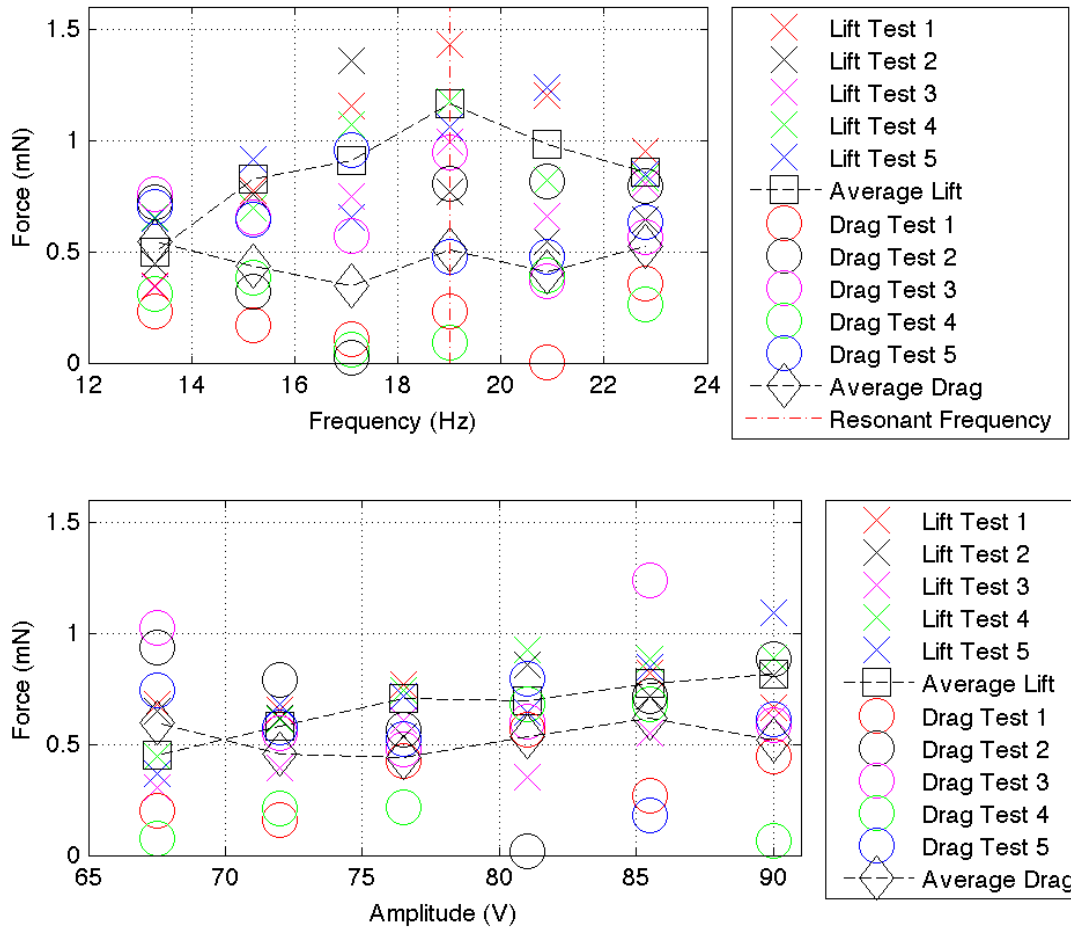 1.5
1
0.5
0
Force (mN)
12 14 16 18 20 22 24
Frequency (Hz)
Lift Test 1
Lift Test 2
Lift Test 3
Lift Test 4
Lift Test 5
Average Lift
Drag Test 1
Drag Test 2
Drag Test 3
Drag Test 4
Drag Test 5
Average Drag
Resonant Frequency
1.5
1
0.5
0
Force (mN)
65 70 75 80 85 90
Amplitude (V)
Lift Test 1
Lift Test 2
Lift Test 3
Lift Test 4
Lift Test 5
Average Lift
Drag Test 1
Drag Test 2
Drag Test 3
Drag Test 4
Drag Test 5
Average Drag